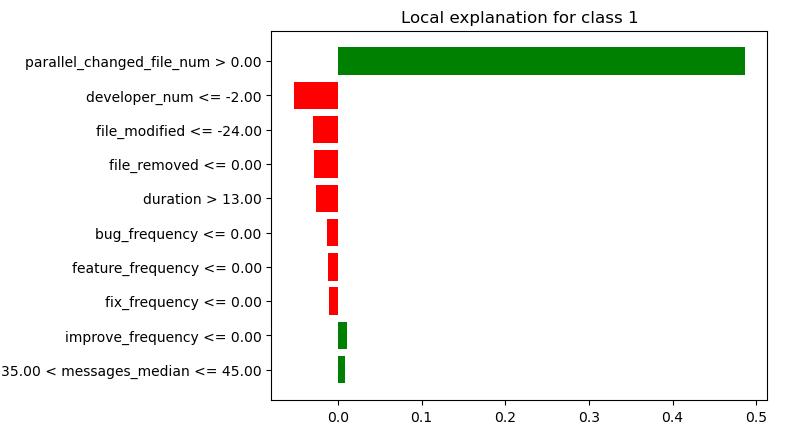 Local explanation for class 1
parallel_changed_file_num > 0.00
developer_num <= -2.00
file_modified <= -24.00
file_removed <= 0.00
duration > 13.00
bug_frequency <= 0.00
feature_frequency <= 0.00
fix_frequency <= 0.00
improve_frequency <= 0.00
35.00 < messages_median <= 45.00
0.0 0.1 0.2 0.3 0.4 0.5